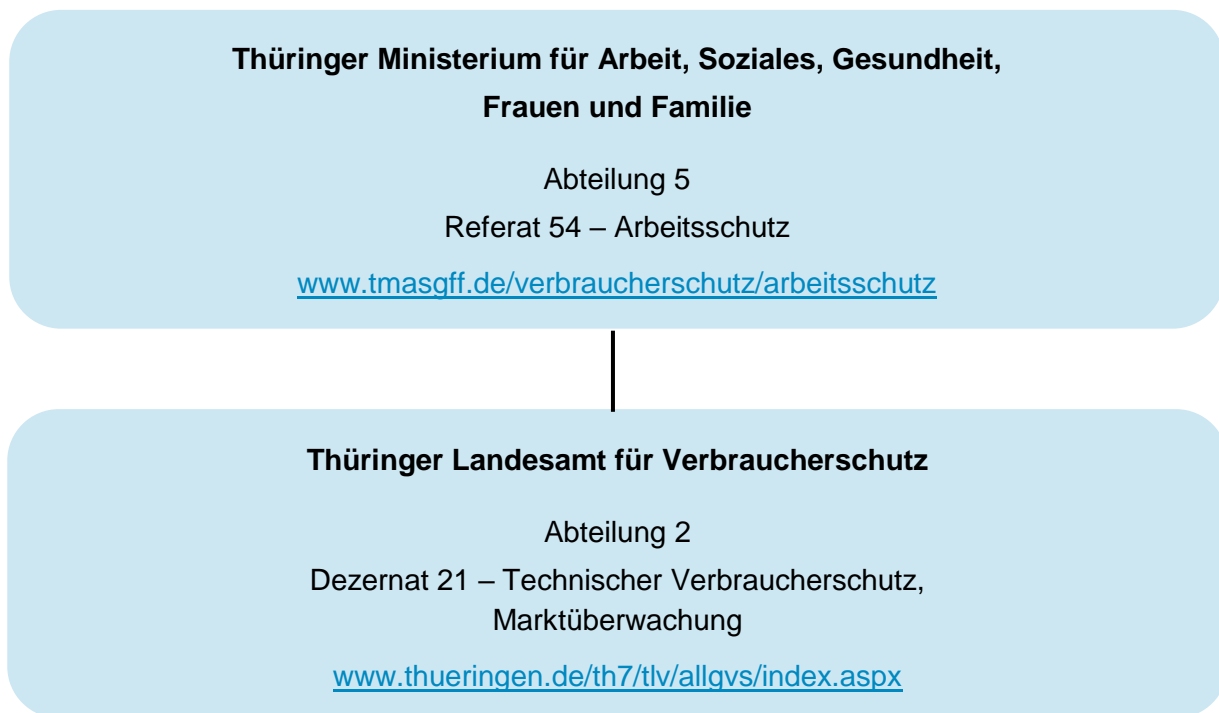 Thüringer Ministerium für Arbeit, Soziales, Gesundheit,
Frauen und Familie
Abteilung 5
Referat 54 – Arbeitsschutz
www.tmasgff.de/verbraucherschutz/arbeitsschutz
Thüringer Landesamt für Verbraucherschutz
Abteilung 2
Dezernat 21 – Technischer Verbraucherschutz,
Marktüberwachung
www.thueringen.de/th7/tlv/allgvs/index.aspx